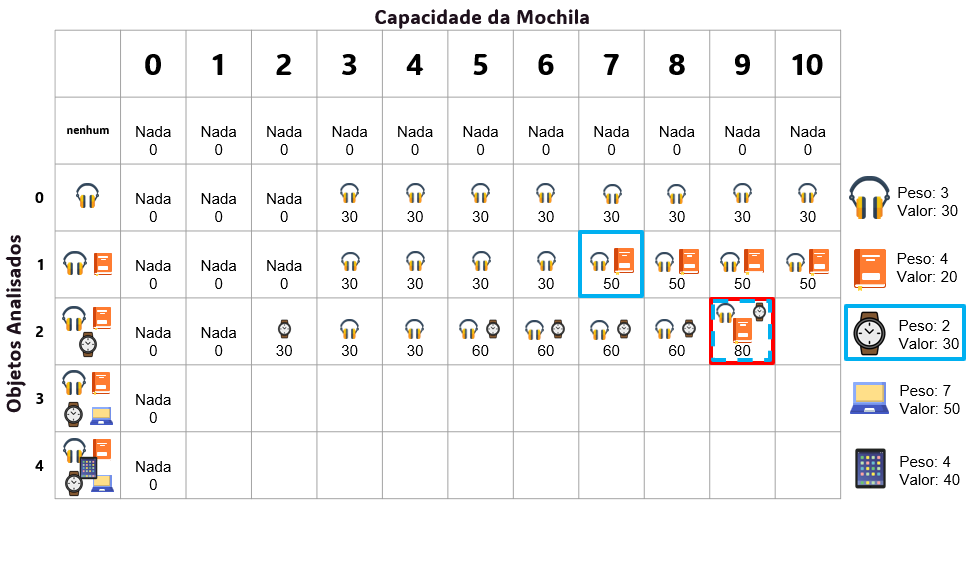 Capacidade da Mochila
0 1 2 3 4 5 6 7 8 9 10
nenhum Nada Nada Nada Nada Nada Nada Nada Nada Nada Nada Nada
0 0 0 0 0 0 0 0 0 0 0
Objetos Analisados
0 Nada Nada Nada
0 0 0 30 30 30 30 30 30 30 30
Peso: 3
Valor: 30
1 Nada Nada Nada
0 0 0 30 30 30 30 50 50 50 50
Peso: 4
Valor: 20
2 Nada Nada
0 0 30 30 30 60 60 60 60 80
Peso: 2
Valor: 30
3 Nada
0
Peso: 7
Valor: 50
4 Nada
0
Peso: 4
Valor: 40